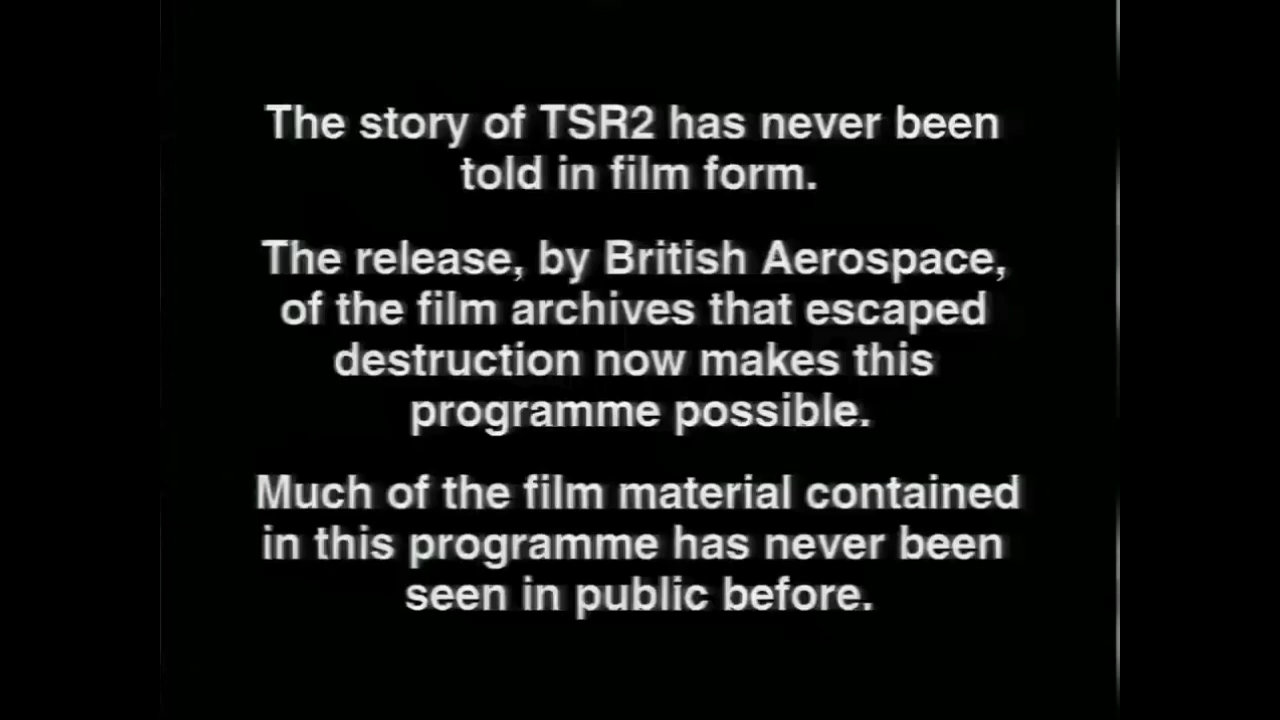 The story of TSR2 has never been
told in film form.
The release, by British Aerospace,
of the film archives that escaped
destruction now makes this
programme possible.
Much of the film material contained
in this programme has never been
seen in public before.